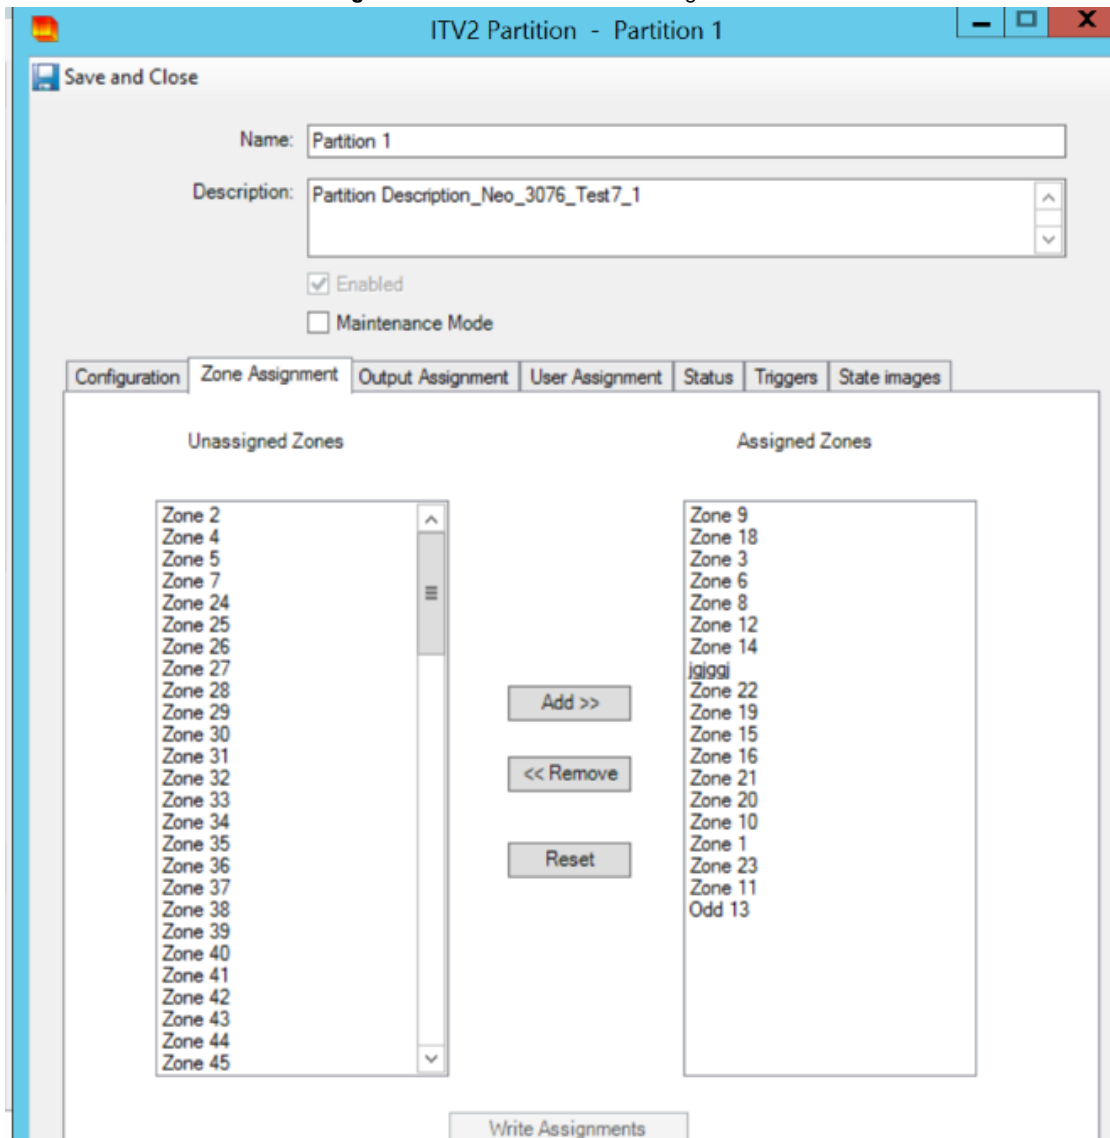 ITV2 Partition - Partition 1
Save and Close
Name: Partition 1
Description: Partition Description_Neo_3076_Test7_1
Enabled
Maintenance Mode
Configuration Zone Assignment Output Assignment User Assignment Status Triggers State images
Unassigned Zones
Zone 2
Zone 4
Zone 5
Zone 7
Zone 24
Zone 25
Zone 26
Zone 27
Zone 28
Zone 29
Zone 30
Zone 31
Zone 32
Zone 33
Zone 34
Zone 35
Zone 36
Zone 37
Zone 38
Zone 39
Zone 40
Zone 41
Zone 42
Zone 43
Zone 44
Zone 45
Add >>
<< Remove
Reset
Assigned Zones
Zone 9
Zone 18
Zone 3
Zone 6
Zone 8
Zone 12
Zone 14
jgjggj
Zone 22
Zone 19
Zone 15
Zone 16
Zone 21
Zone 20
Zone 10
Zone 1
Zone 23
Zone 11
Odd 13
Write Assignments